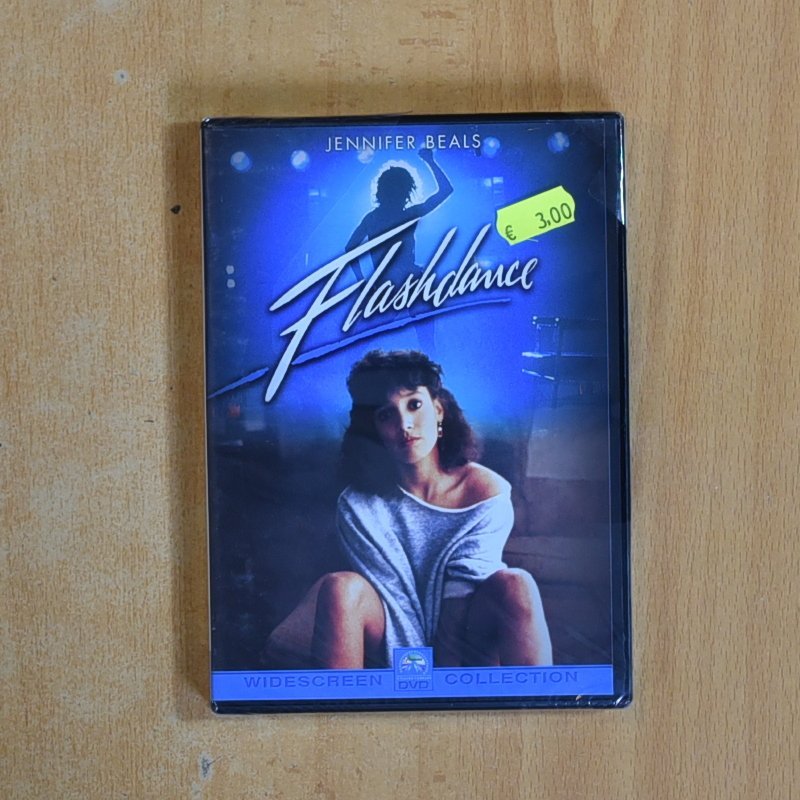 JENNIFER BEALS
€ 3,00
Flashdance
WIDESCREEN DVD COLLECTION